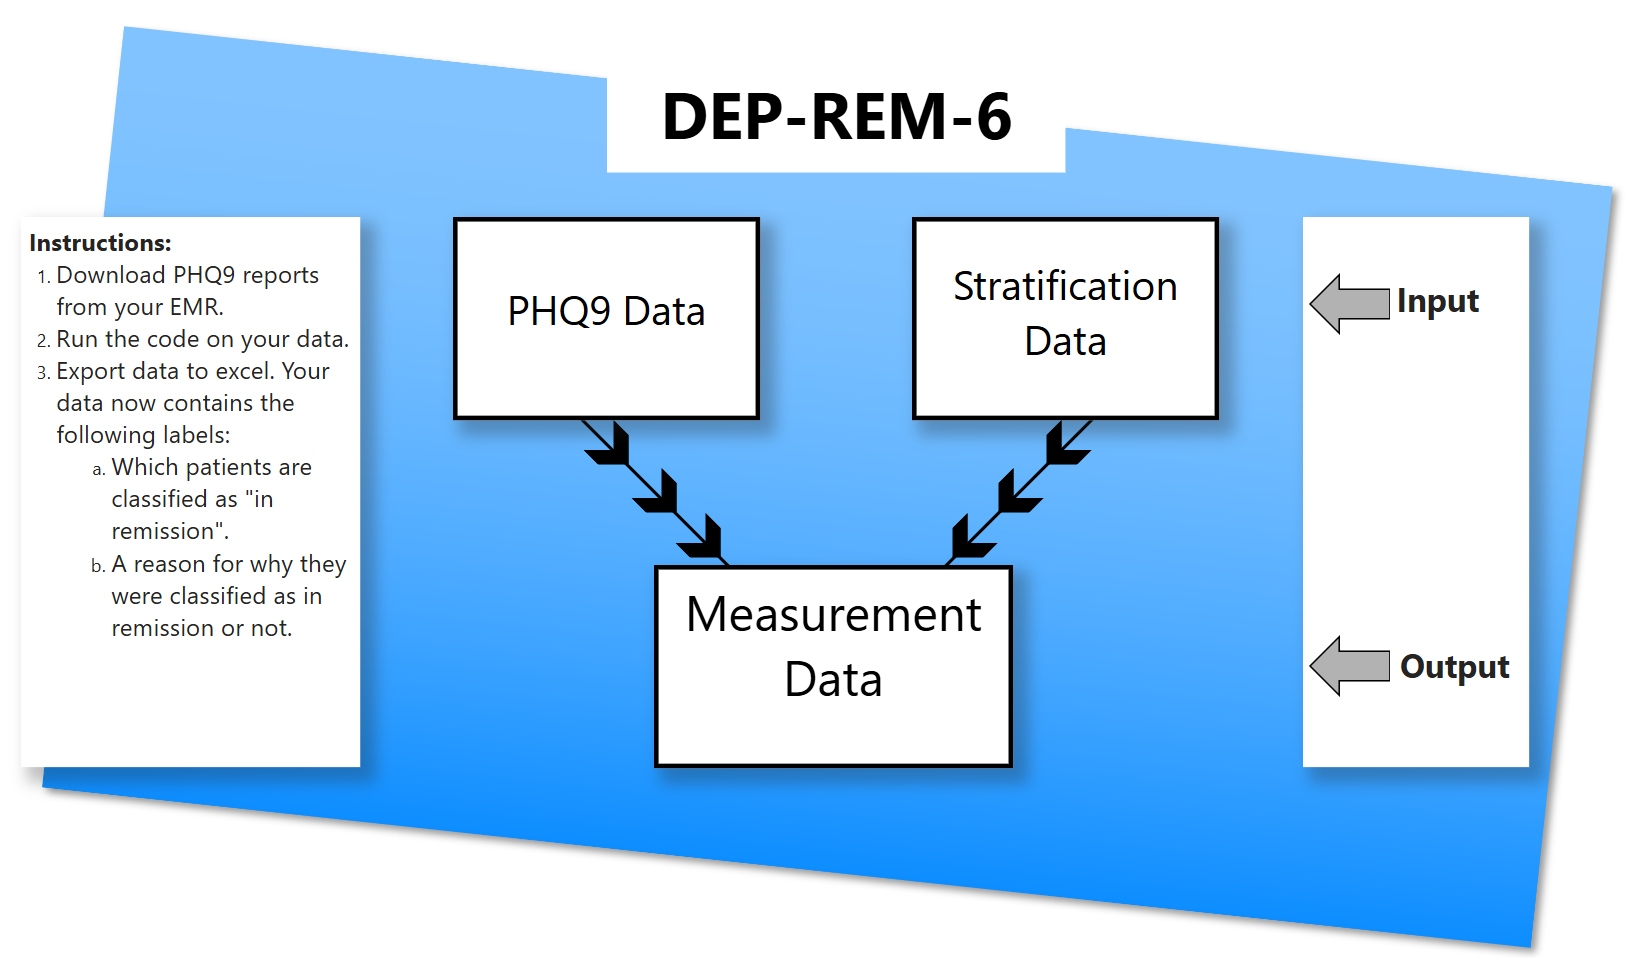 DEP-REM-6
Instructions:
1. Download PHQ9 reports
from your EMR.
2. Run the code on your data.
3. Export data to excel. Your
data now contains the
following labels:
a. Which patients are
classified as "in
remission".
b. A reason for why they
were classified as in
remission or not.
PHQ9 Data
Stratification
Data
Measurement
Data
Input
Output